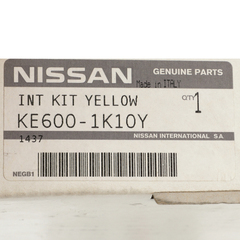 NISSAN GENUINE PARTS
Made in ITALY
INT KIT YELLOW QTY 1
KE600-1K10Y
1437 NISSAN INTERNATIONAL S.A
NEGB1